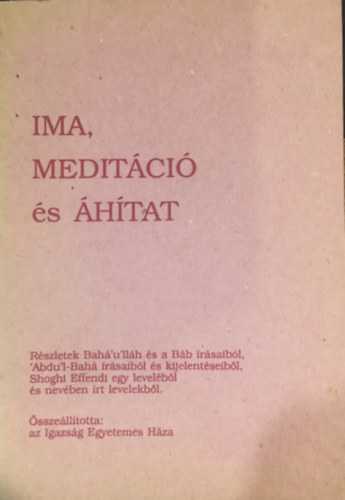 IMA,
MEDITÁCIÓ
és ÁHÍTAT
Részletek Bahá'u'lláh és a Báb írásaiból,
'Abdu'l-Bahá írásaiból és kijelentéseiből,
Shoghi Effendi egy leveléből
és nevében írt levelekből.
Összeállította:
az Igazság Egyetemes Háza